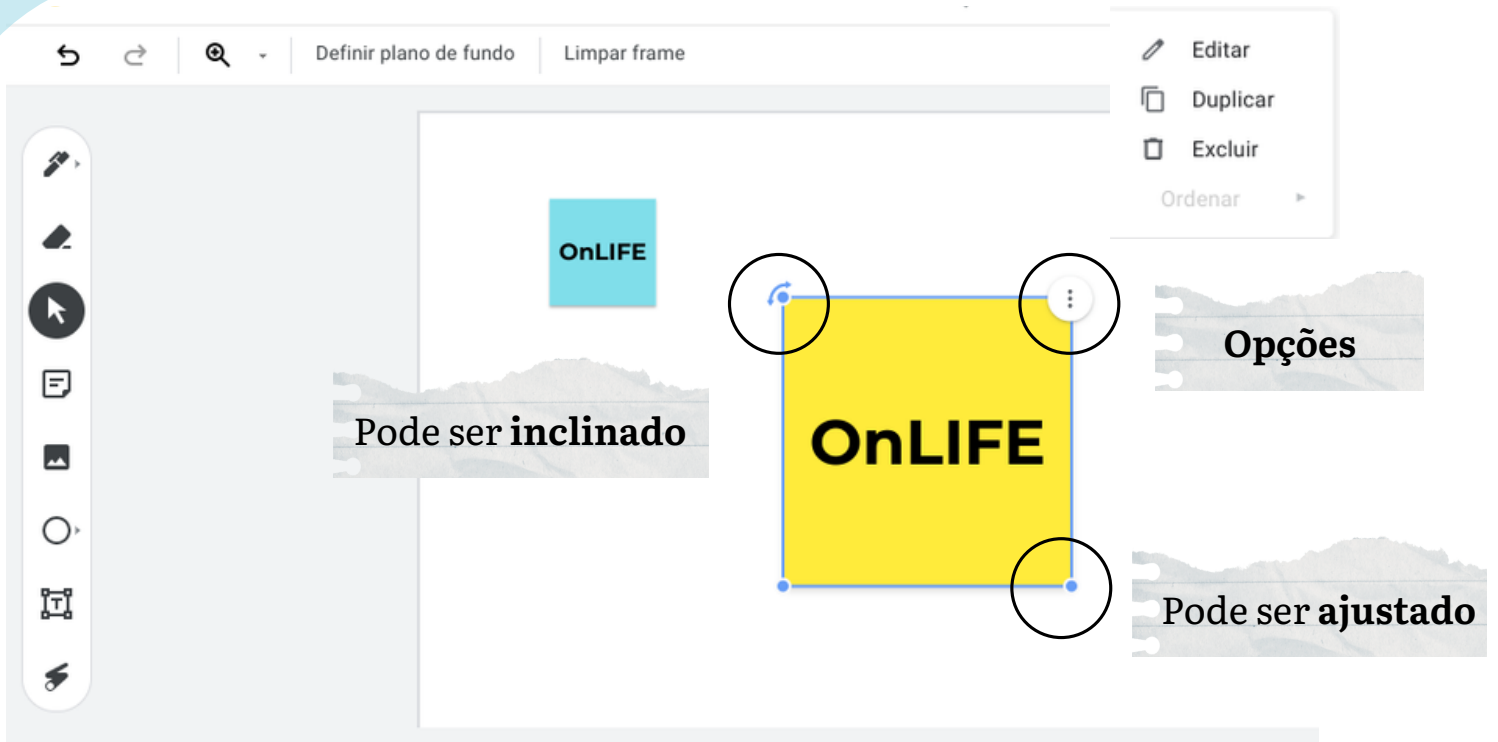 Definir plano de fundo
Limpar frame
Editar
Duplicar
Excluir
Ordenar
OnLIFE
Opções
Pode ser inclinado
OnLIFE
Pode ser ajustado